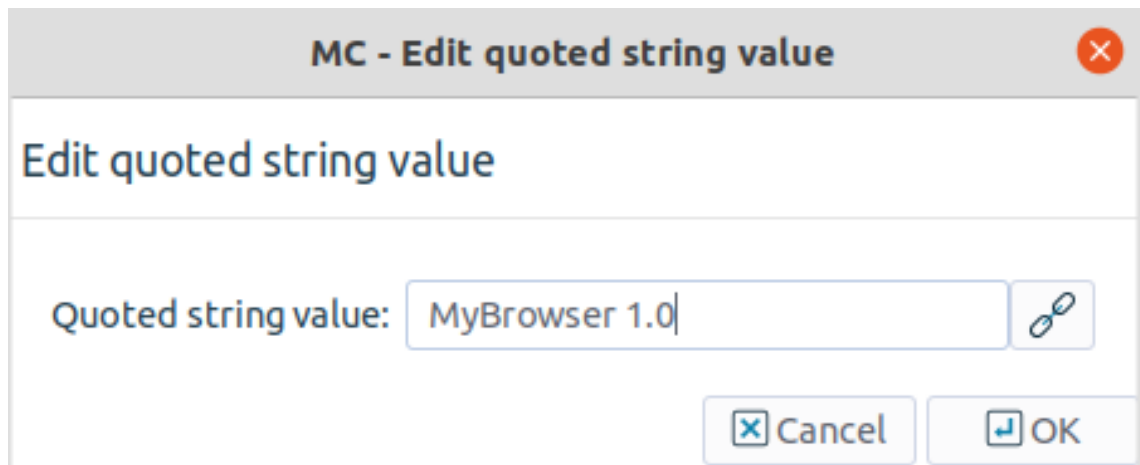 MC - Edit quoted string value
Edit quoted string value
Quoted string value: MyBrowser 1.0
Cancel OK